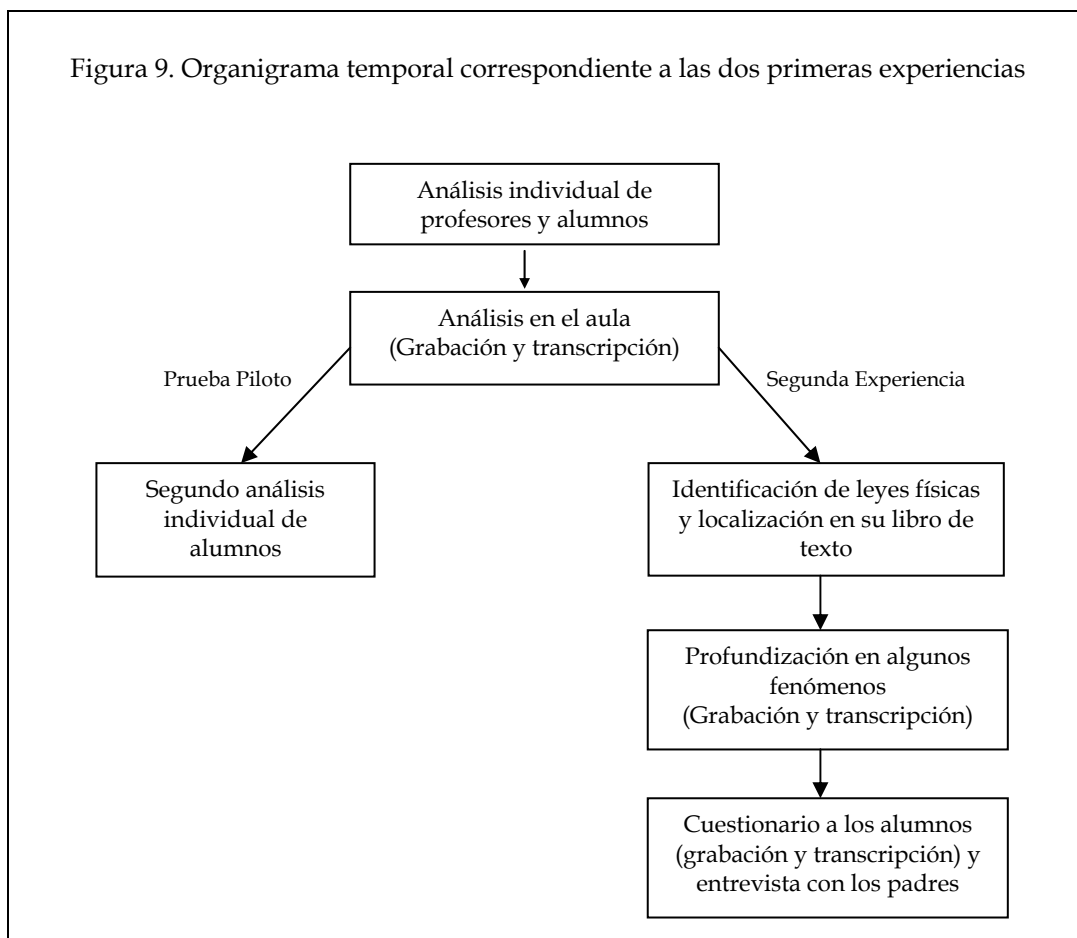 Figura 9. Organigrama temporal correspondiente a las dos primeras experiencias
Análisis individual de
profesores y alumnos
Análisis en el aula
(Grabación y transcripción)
Prueba Piloto
Segunda Experiencia
Segundo análisis
individual de
alumnos
Identificación de leyes físicas
y localización en su libro de
texto
Profundización en algunos
fenómenos
(Grabación y transcripción)
Cuestionario a los alumnos
(grabación y transcripción) y
entrevista con los padres